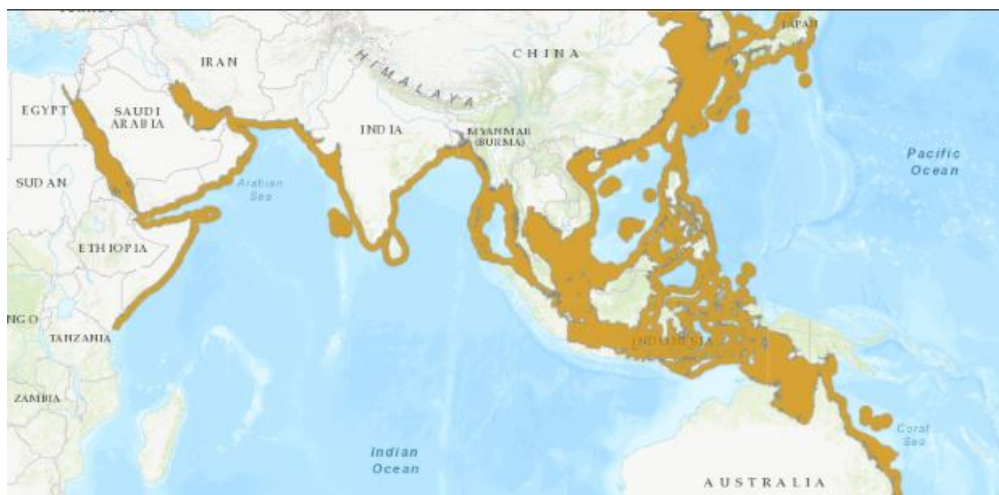 JAPAN
CHINA
IRAN
HIMALAYA
EGYPT
SAUDI
ARABIA
INDIA
MYANMAR
(BURMA)
Pacific
Ocean
SUDAN
Arabian
Sea
ETHIOPIA
NGO
TANZANIA
INDONESIA
ZAMBIA
Coral
Sea
Indian
Ocean
AUSTRALIA